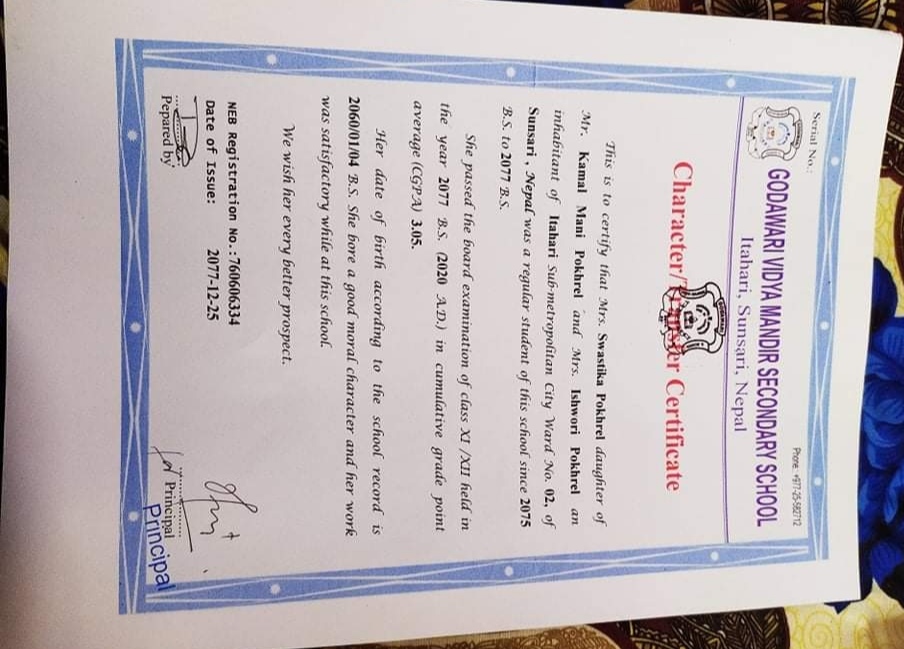 Serial No.:
Phone: +977-25-582712
GODAWARI VIDYA MANDIR SECONDARY SCHOOL
Itahari, Sunsari, Nepal
Character/Transfer Certificate
This is to certify that Mrs. Swastika Pokhrel daughter of
Mr. Kamal Mani Pokhrel and Mrs. Ishwori Pokhrel an
inhabitant of Itahari Sub-metropolitan City Ward No. 02, of
Sunsari, Nepal was a regular student of this school since 2075
B.S. to 2077 B.S.
She passed the board examination of class XI/XII held in
the year 2077 B.S. (2020 A.D.) in cumulative grade point
average (CGPA) 3.05.
Her date of birth according to the school record is
2060/01/04 B.S. She bore a good moral character and her work
was satisfactory while at this school.
We wish her every better prospect.
NEB Registration No.:760606334
Date of Issue: 2077-12-25
Pepared by
Principal
Principal